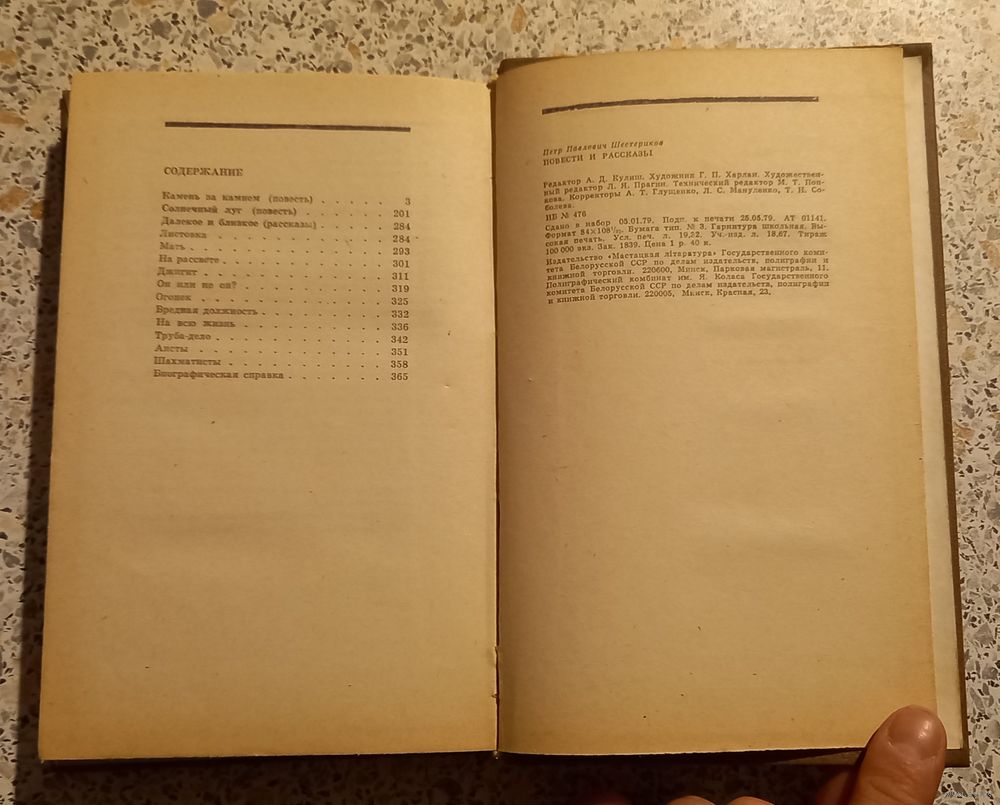 СОДЕРЖАНИЕ
Камень за камнем (повесть) . . . . . 3
Солнечный луг (повесть) . . . . . . 201
Далекое и близкое (рассказы) . . . . . 284
Листовка . . . . . . . . . 284
Мать . . . . . . . . . . 293
На рассвете . . . . . . . . 301
Джигит . . . . . . . . . 311
Он или не он? . . . . . . . 319
Огонек . . . . . . . . . 325
Вредная должность . . . . . . . 332
На всю жизнь . . . . . . . 336
Труба-дело . . . . . . . . 342
Аисты . . . . . . . . . 351
Шахматисты . . . . . . . . 358
Биографическая справка . . . . . . 365
Петр Павлович Шестериков
ПОВЕСТИ И РАССКАЗЫ
Редактор А. Д. Кулиш. Художник Г. П. Харлан. Художествен-
ный редактор Л. Я. Прагин. Технический редактор М. Т. Поп-
кова. Корректоры А. Т. Глущенко, Л. С. Мануленко, Т. Н. Со-
болева.
ИБ № 476
Сдано в набор 05.01.79. Подп. к печати 25.05.79. АТ 01141.
Формат 84×108¹/₃₂. Бумага тип. № 3. Гарнитура школьная. Вы-
сокая печать. Усл. печ. л. 19,32. Уч.-изд. л. 18,67. Тираж
100 000 экз. Зак. 1839. Цена 1 р. 40 к.
Издательство «Мастацкая літаратура» Государственного коми-
тета Белорусской ССР по делам издательств, полиграфии и
книжной торговли. 220600, Минск, Парковая магистраль, 11.
Полиграфический комбинат им. Я. Коласа Государственного
комитета Белорусской ССР по делам издательств, полиграфии
и книжной торговли. 220005, Минск, Красная, 23.